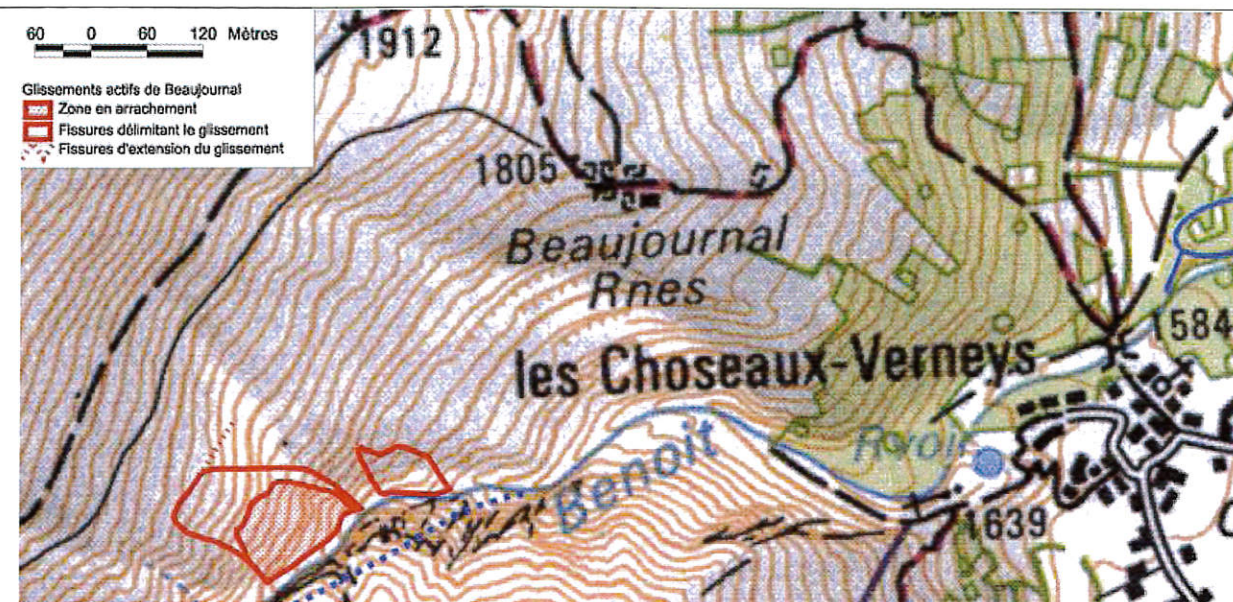 60 0 60 120 Mètres
Glissements actifs de Beaujournal
Zone en arrachement
Fissures délimitant le glissement
Fissures d'extension du glissement
1912
1805
Beaujournal
Rnes
les Choseaux-Verneys
1584
Benoit
Rvoir
1639